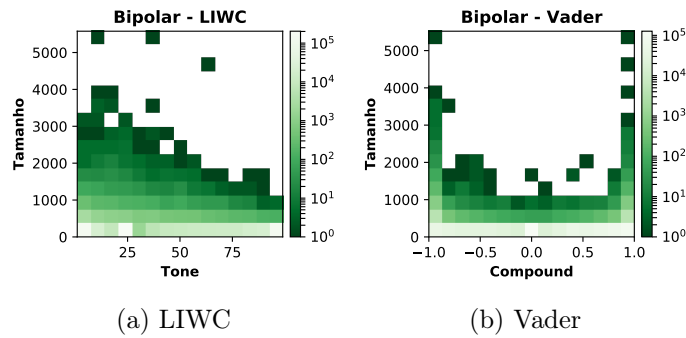 Bipolar - LIWC
Tamanho
5000
4000
3000
2000
1000
0
25 50 75
Tone
10^5
10^4
10^3
10^2
10^1
10^0
(a) LIWC
Bipolar - Vader
Tamanho
5000
4000
3000
2000
1000
0
−1.0 −0.5 0.0 0.5 1.0
Compound
10^5
10^4
10^3
10^2
10^1
10^0
(b) Vader